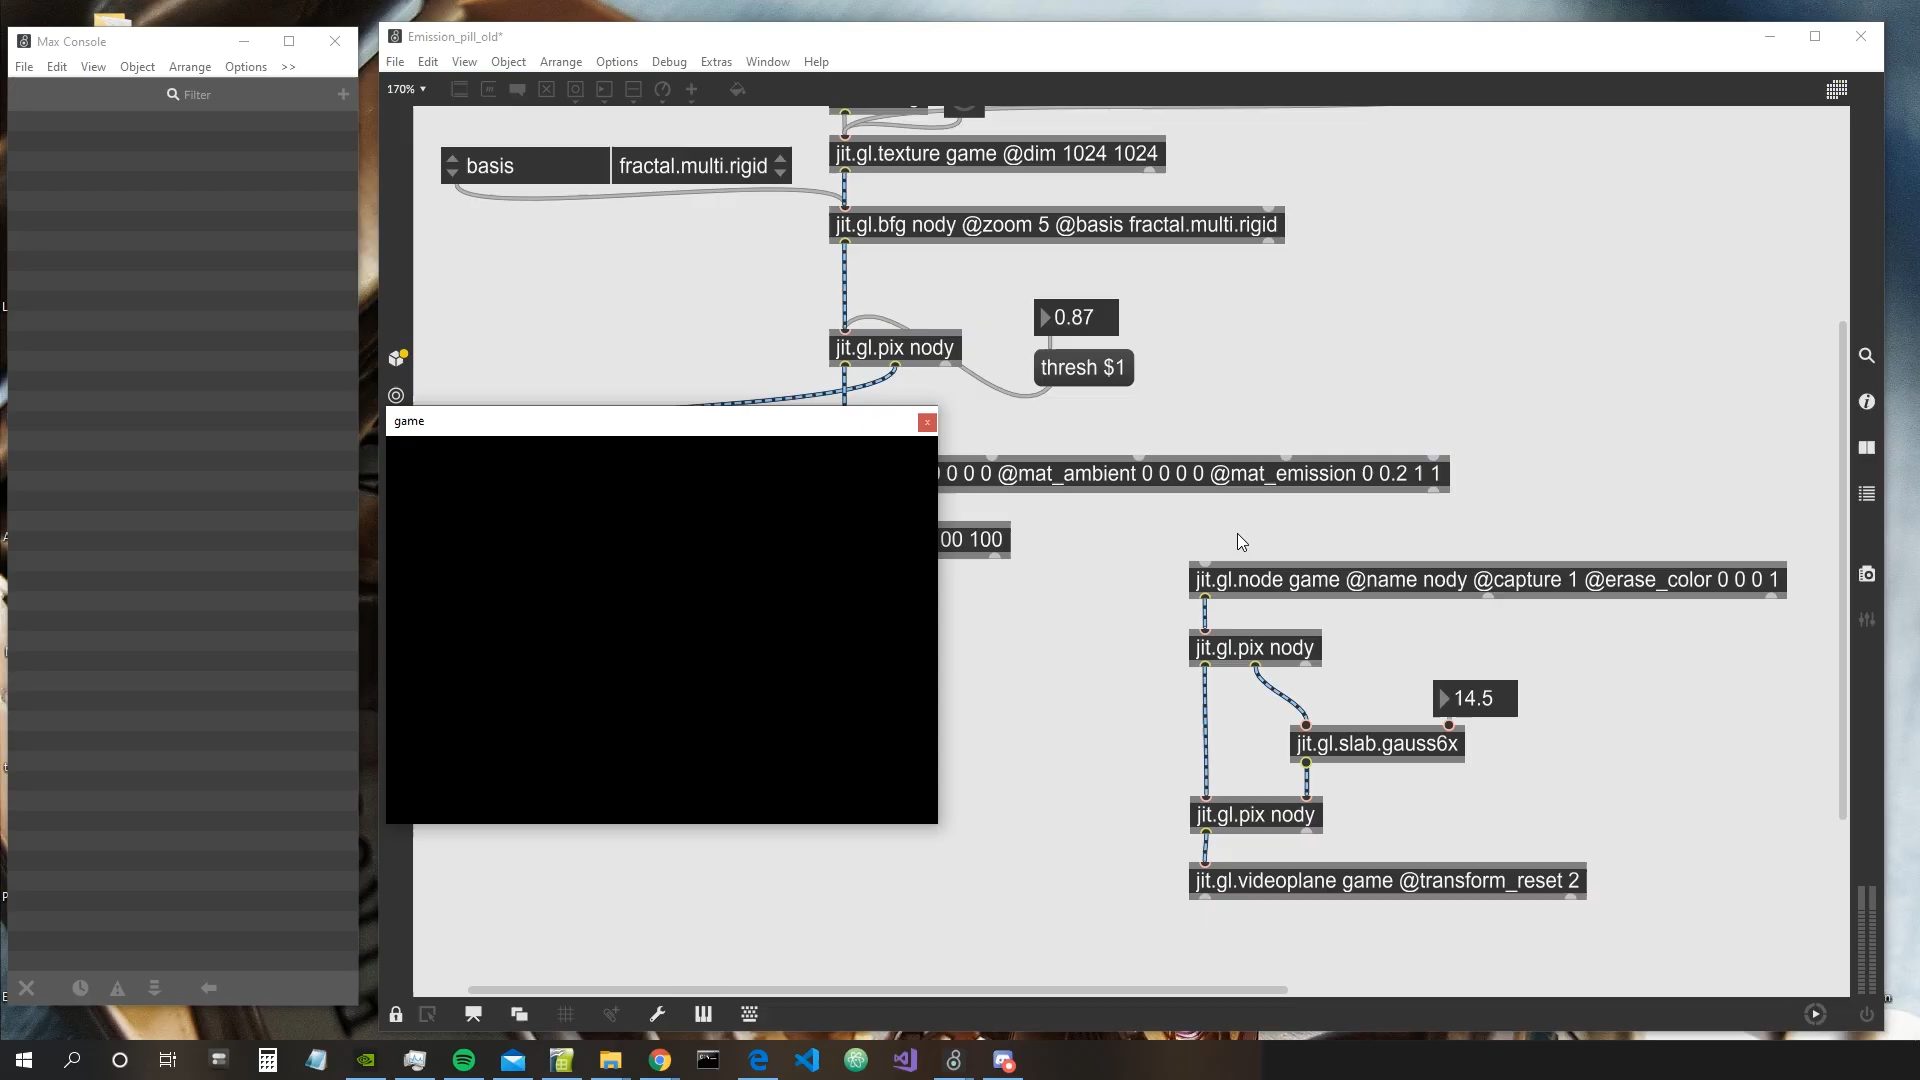 Max Console
File Edit View Object Arrange Options >>
Filter
Emission_pill_old*
File Edit View Object Arrange Options Debug Extras Window Help
170%
jit.gl.texture game @dim 1024 1024
basis fractal.multi.rigid
jit.gl.bfg nody @zoom 5 @basis fractal.multi.rigid
0.87
jit.gl.pix nody
thresh $1
game
x
0 0 0 @mat_ambient 0 0 0 0 @mat_emission 0 0.2 1 1
00 100
jit.gl.node game @name nody @capture 1 @erase_color 0 0 0 1
jit.gl.pix nody
14.5
jit.gl.slab.gauss6x
jit.gl.pix nody
jit.gl.videoplane game @transform_reset 2